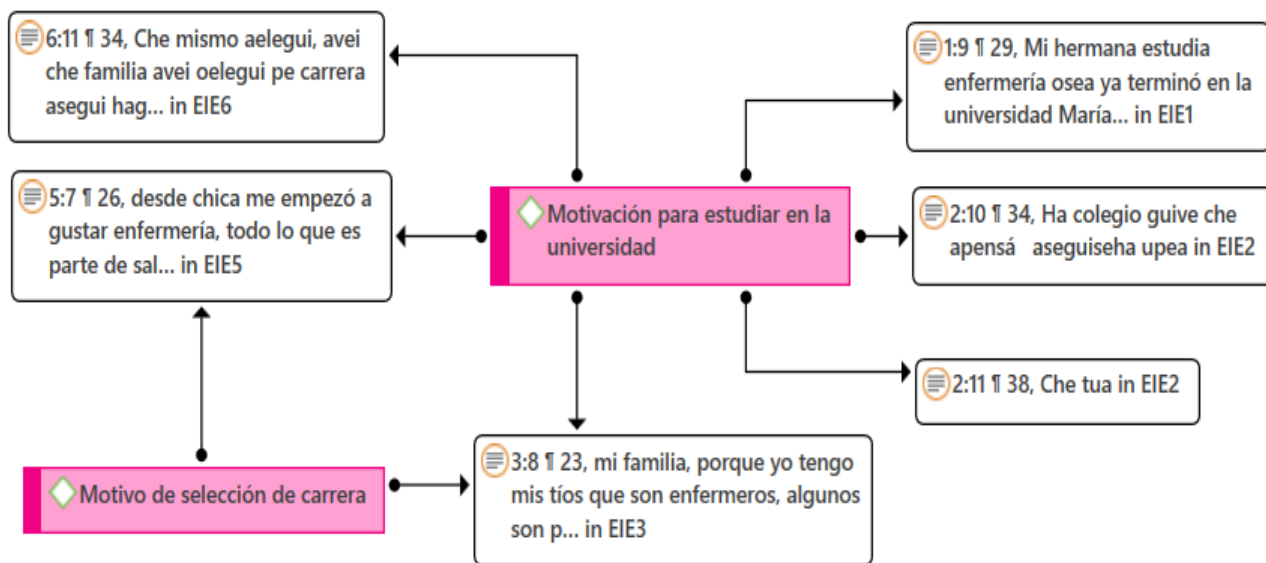 6:11 ¶ 34, Che mismo aelegui, avei
che familia avei oelegui pe carrera
asegui hag... in EIE6
1:9 ¶ 29, Mi hermana estudia
enfermería osea ya terminó en la
universidad María... in EIE1
5:7 ¶ 26, desde chica me empezó a
gustar enfermería, todo lo que es
parte de sal... in EIE5
Motivación para estudiar en la
universidad
2:10 ¶ 34, Ha colegio guive che
apensá aseguiseha upea in EIE2
2:11 ¶ 38, Che tua in EIE2
Motivo de selección de carrera
3:8 ¶ 23, mi familia, porque yo tengo
mis tíos que son enfermeros, algunos
son p... in EIE3